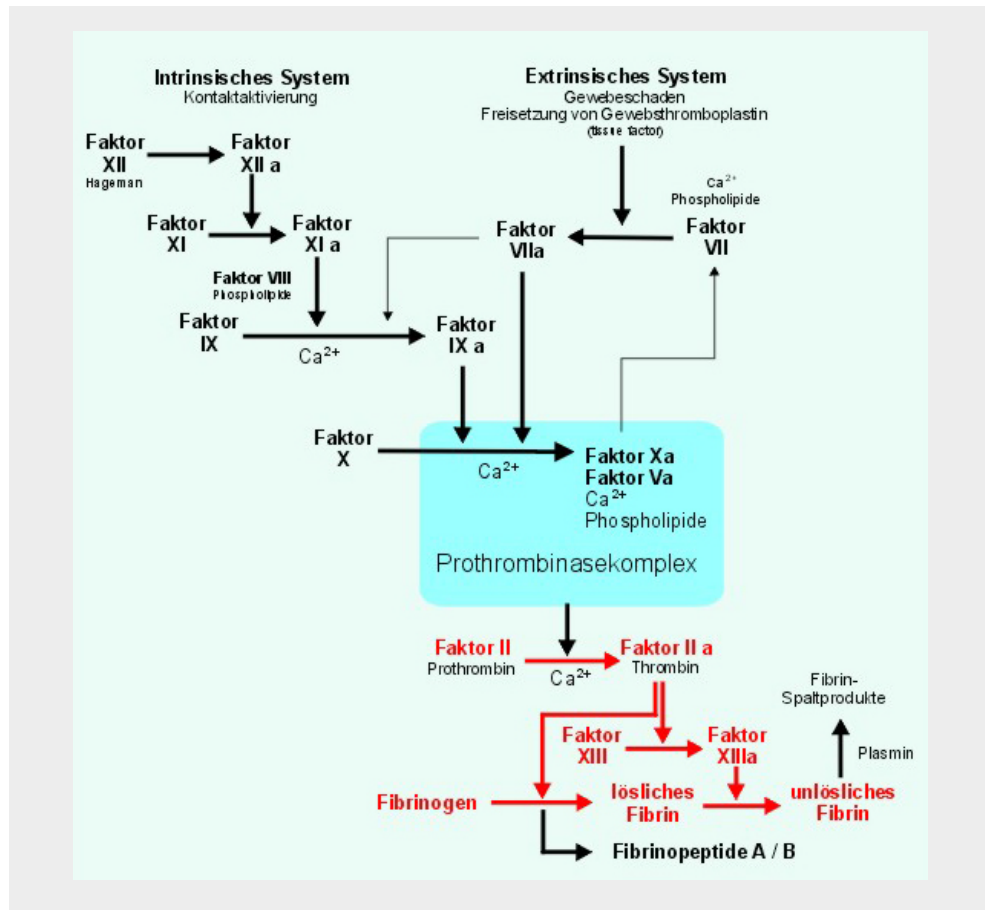 Intrinsisches System
Kontaktaktivierung
Extrinsisches System
Gewebeschaden
Freisetzung von Gewebsthromboplastin
(tissue factor)
Faktor
XII
Hageman
Faktor
XII a
Ca2+
Phospholipide
Faktor
XI
Faktor
XI a
Faktor
VIIa
Faktor
VII
Faktor VIII
Phospholipide
Faktor
IX
Ca2+
Faktor
IX a
Faktor
X
Ca2+
Faktor Xa
Faktor Va
Ca2+
Phospholipide
Prothrombinasekomplex
Faktor II
Prothrombin
Ca2+
Faktor II a
Thrombin
Fibrin-
Spaltprodukte
Faktor
XIII
Faktor
XIIIa
Plasmin
Fibrinogen
lösliches
Fibrin
unlösliches
Fibrin
Fibrinopeptide A / B